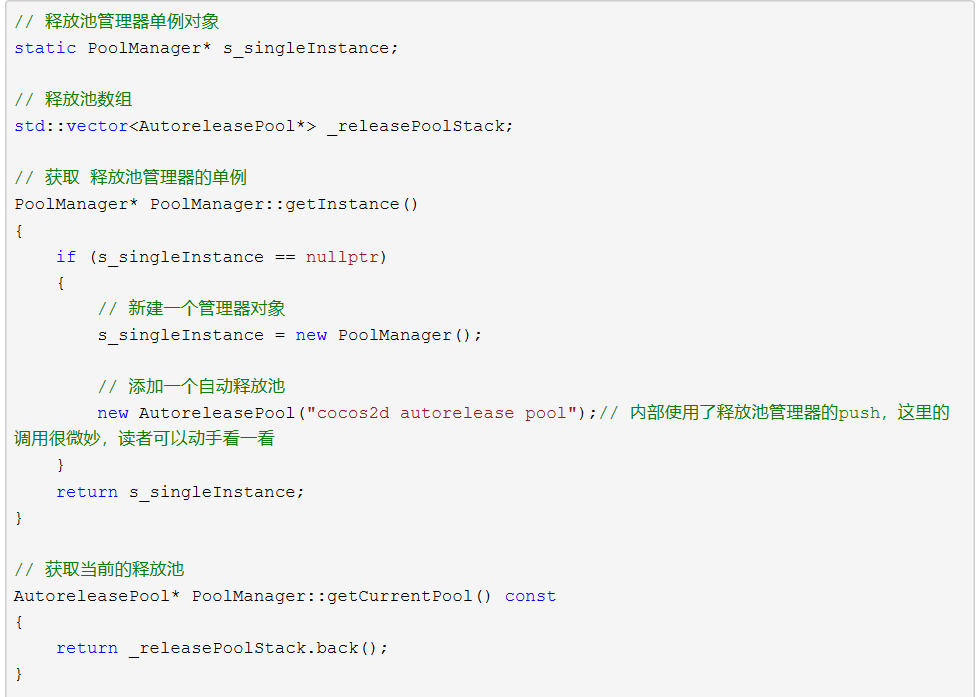 // 释放池管理器单例对象
static PoolManager* s_singleInstance;
// 释放池数组
std::vector<AutoreleasePool*> _releasePoolStack;
// 获取 释放池管理器的单例
PoolManager* PoolManager::getInstance()
{
    if (s_singleInstance == nullptr)
    {
        // 新建一个管理器对象
        s_singleInstance = new PoolManager();
        // 添加一个自动释放池
        new AutoreleasePool("cocos2d autorelease pool");// 内部使用了释放池管理器的push，这里的
调用很微妙，读者可以动手看一看
    }
    return s_singleInstance;
}
// 获取当前的释放池
AutoreleasePool* PoolManager::getCurrentPool() const
{
    return _releasePoolStack.back();
}